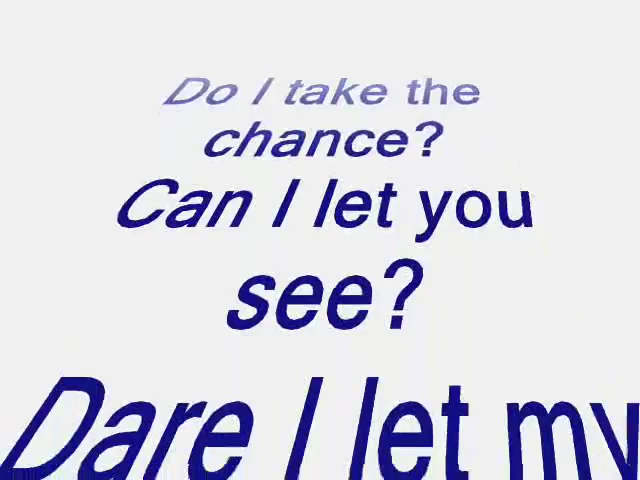 Do I take the
chance?
Can I let you
see?
Dare I let my